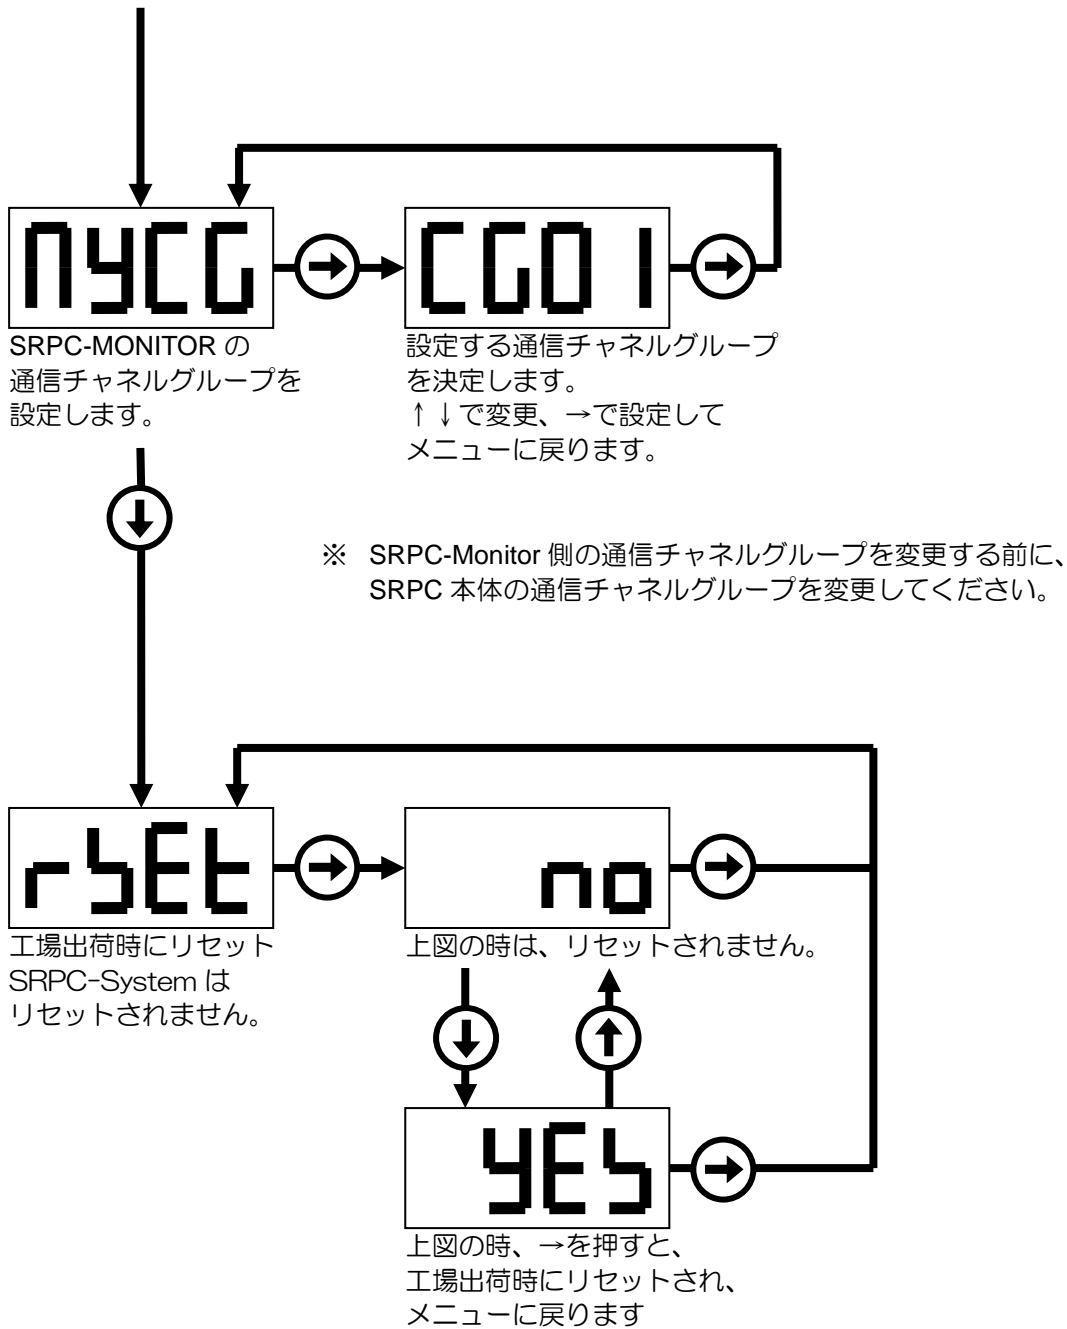 MYCG
CG01
SRPC-MONITOR の
通信チャネルグループを
設定します。
設定する通信チャネルグループ
を決定します。
↑↓で変更、→で設定して
メニューに戻ります。
※ SRPC-Monitor 側の通信チャネルグループを変更する前に、
SRPC 本体の通信チャネルグループを変更してください。
rSEt
no
工場出荷時にリセット
SRPC-System は
リセットされません。
上図の時は、リセットされません。
yES
上図の時、→を押すと、
工場出荷時にリセットされ、
メニューに戻ります